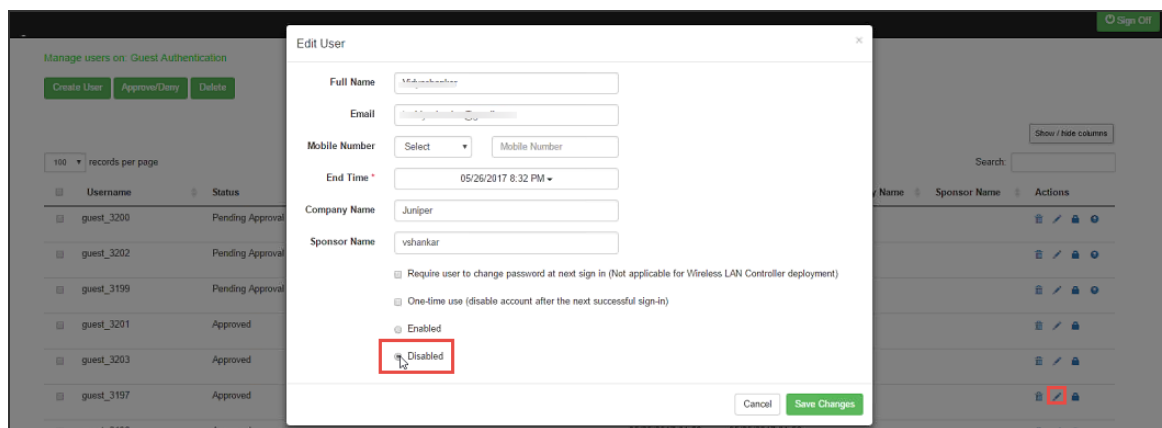 Sign Off
Edit User ×
Manage users on: Guest Authentication
Create User Approve/Deny Delete
Full Name
Email
Mobile Number Select Mobile Number
End Time * 05/26/2017 8:32 PM
Company Name Juniper
Sponsor Name vshankar
Require user to change password at next sign in (Not applicable for Wireless LAN Controller deployment)
One-time use (disable account after the next successful sign-in)
Enabled
Disabled
Cancel Save Changes
Show / hide columns
100 records per page
Search:
Username Status Name Sponsor Name Actions
guest_3200 Pending Approval
guest_3202 Pending Approval
guest_3199 Pending Approval
guest_3201 Approved
guest_3203 Approved
guest_3197 Approved